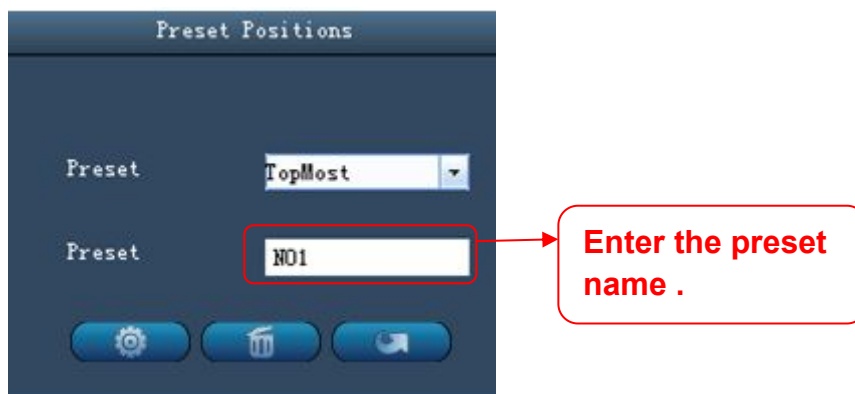 Preset Positions
Preset TopMost
Preset NO1
Enter the preset
name .